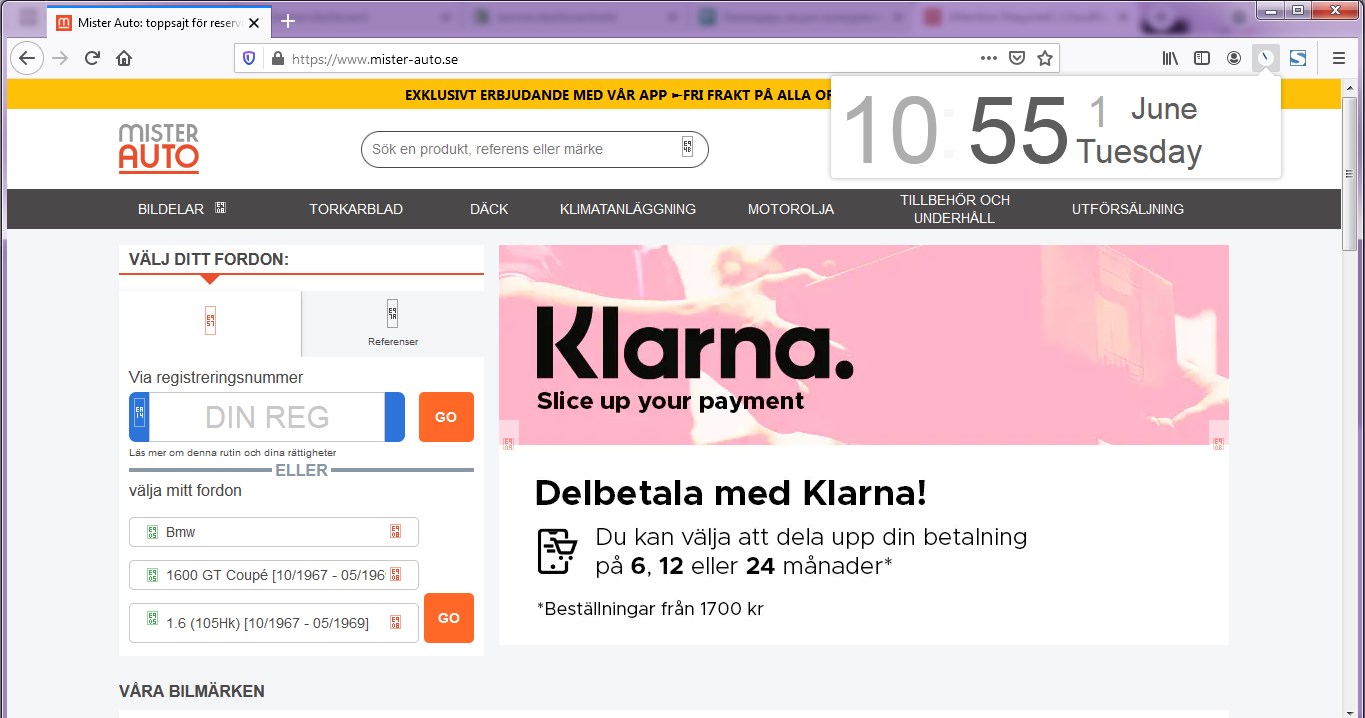 Mister Auto: toppsajt för reserv
https://www.mister-auto.se
EXKLUSIVT ERBJUDANDE MED VÅR APP ►-FRI FRAKT PÅ ALLA OF
10:55 1 June
Tuesday
MISTER
AUTO
Sök en produkt, referens eller märke
BILDELAR TORKARBLAD DÄCK KLIMATANLÄGGNING MOTOROLJA TILLBEHÖR OCH UNDERHÅLL UTFÖRSÄLJNING
VÄLJ DITT FORDON:
Referenser
Via registreringsnummer
DIN REG GO
Läs mer om denna rutin och dina rättigheter
ELLER
välja mitt fordon
Bmw
1600 GT Coupé [10/1967 - 05/196
1.6 (105Hk) [10/1967 - 05/1969]
GO
Klarna.
Slice up your payment
Delbetala med Klarna!
Du kan välja att dela upp din betalning
på 6, 12 eller 24 månader*
*Beställningar från 1700 kr
VÅRA BILMÄRKEN